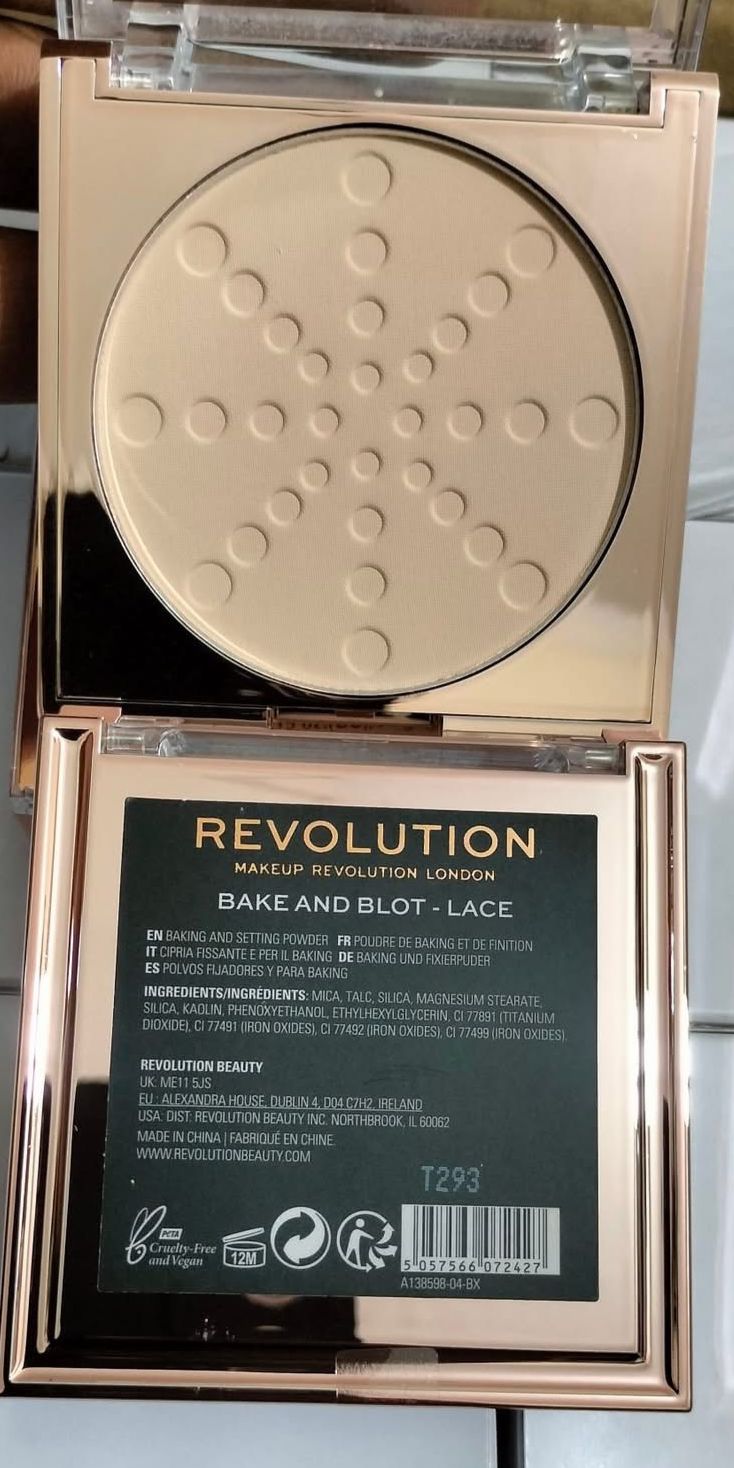 REVOLUTION
MAKEUP REVOLUTION LONDON
BAKE AND BLOT - LACE
EN BAKING AND SETTING POWDER FR POUDRE DE BAKING ET DE FINITION
IT CIPRIA FISSANTE E PER IL BAKING DE BAKING UND FIXIERPUDER
ES POLVOS FIJADORES Y PARA BAKING
INGREDIENTS/INGRÉDIENTS: MICA, TALC, SILICA, MAGNESIUM STEARATE,
SILICA, KAOLIN, PHENOXYETHANOL, ETHYLHEXYLGLYCERIN, CI 77891 (TITANIUM
DIOXIDE), CI 77491 (IRON OXIDES), CI 77492 (IRON OXIDES), CI 77499 (IRON OXIDES).
REVOLUTION BEAUTY
UK: ME11 5JS
EU : ALEXANDRA HOUSE, DUBLIN 4, D04 C7H2, IRELAND
USA: DIST: REVOLUTION BEAUTY INC. NORTHBROOK, IL 60062
MADE IN CHINA | FABRIQUÉ EN CHINE.
WWW.REVOLUTIONBEAUTY.COM
T293
PETA
Cruelty-Free
and Vegan
12M
5 057566 072427
A138598-04-BX